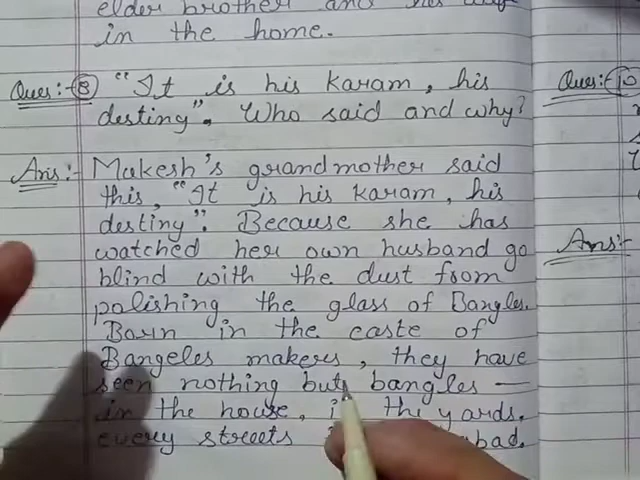 elder brother and his wife
in the home.
Ques:- 8 "It is his karam, his
destiny". Who said and why?
Ans:- Mukesh's grandmother said
this, "It is his karam, his
destiny". Because she has
watched her own husband go
blind with the dust from
polishing the glass of Bangles.
Born in the caste of
Bangeles makers, they have
seen nothing but bangles —
in the house, the yards,
every streets bad.
Ques:- 10
Ans:-